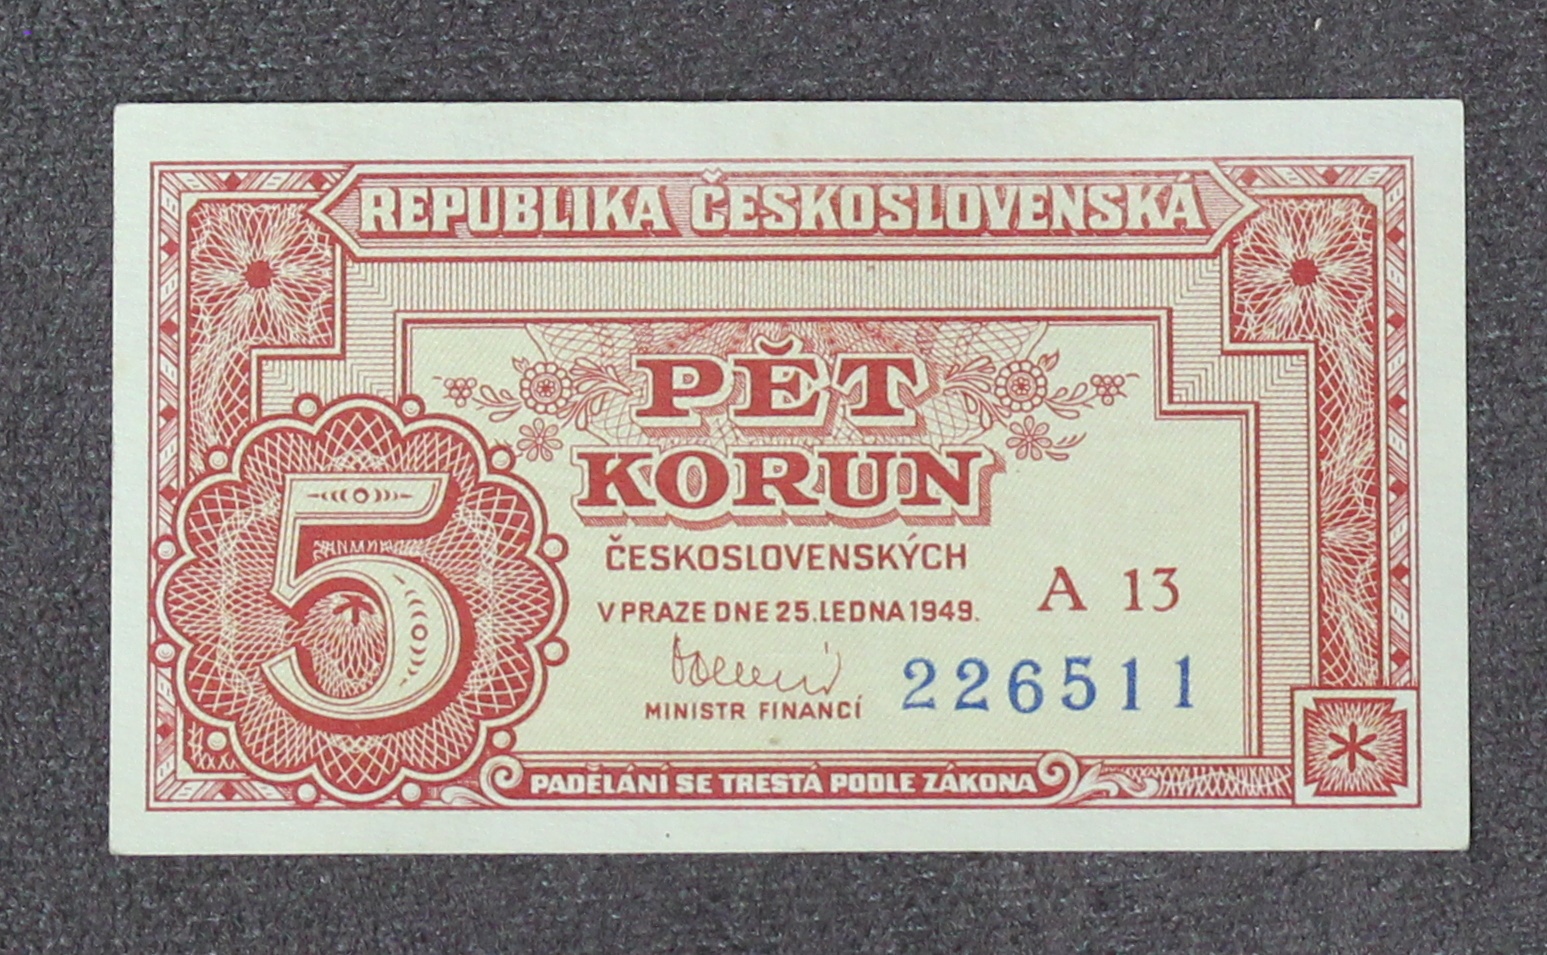 REPUBLIKA ČESKOSLOVENSKÁ
PĚT
KORUN
ČESKOSLOVENSKÝCH
V PRAZE DNE 25. LEDNA 1949.
A 13
226511
MINISTR FINANCÍ
5
PADĚLÁNÍ SE TRESTÁ PODLE ZÁKONA